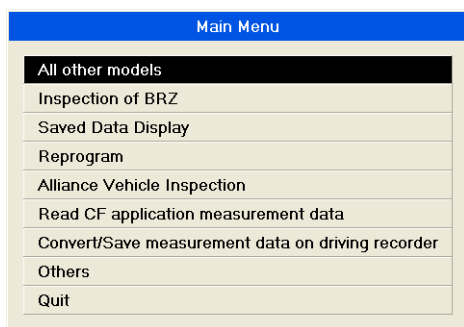 Main Menu
All other models
Inspection of BRZ
Saved Data Display
Reprogram
Alliance Vehicle Inspection
Read CF application measurement data
Convert/Save measurement data on driving recorder
Others
Quit